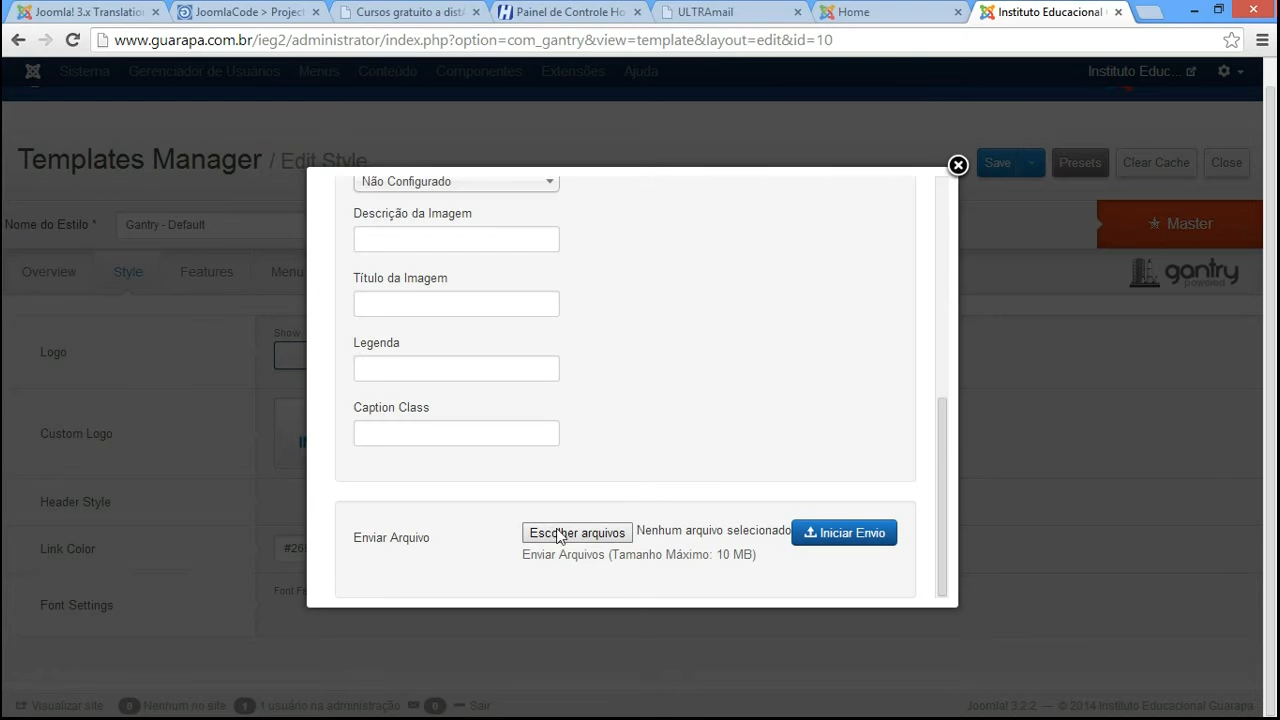 Joomla! 3.x Translation
JoomlaCode > Project
Cursos gratuito a dist
Painel de Controle Ho
ULTRAmail
Home
Instituto Educacional
www.guarapa.com.br/ieg2/administrator/index.php?option=com_gantry&view=template&layout=edit&id=10
Sistema Gerenciador de Usuários Menus Conteúdo Componentes Extensões Ajuda Instituto Educ...
Templates Manager / Edit Style
Save Presets Clear Cache Close
Nome do Estilo * Gantry - Default
Master
Overview Style Features Menu
gantry
powered
Não Configurado
Descrição da Imagem
Título da Imagem
Legenda
Caption Class
Logo
Show
Custom Logo
Header Style
Link Color
Font Settings
Enviar Arquivo
Escolher arquivos Nenhum arquivo selecionado
Iniciar Envio
Enviar Arquivos (Tamanho Máximo: 10 MB)
Visualizar site 0 Nenhum no site 1 1 usuário na administração 0 Sair
Joomla! 3.2.2 — © 2014 Instituto Educacional Guarapa